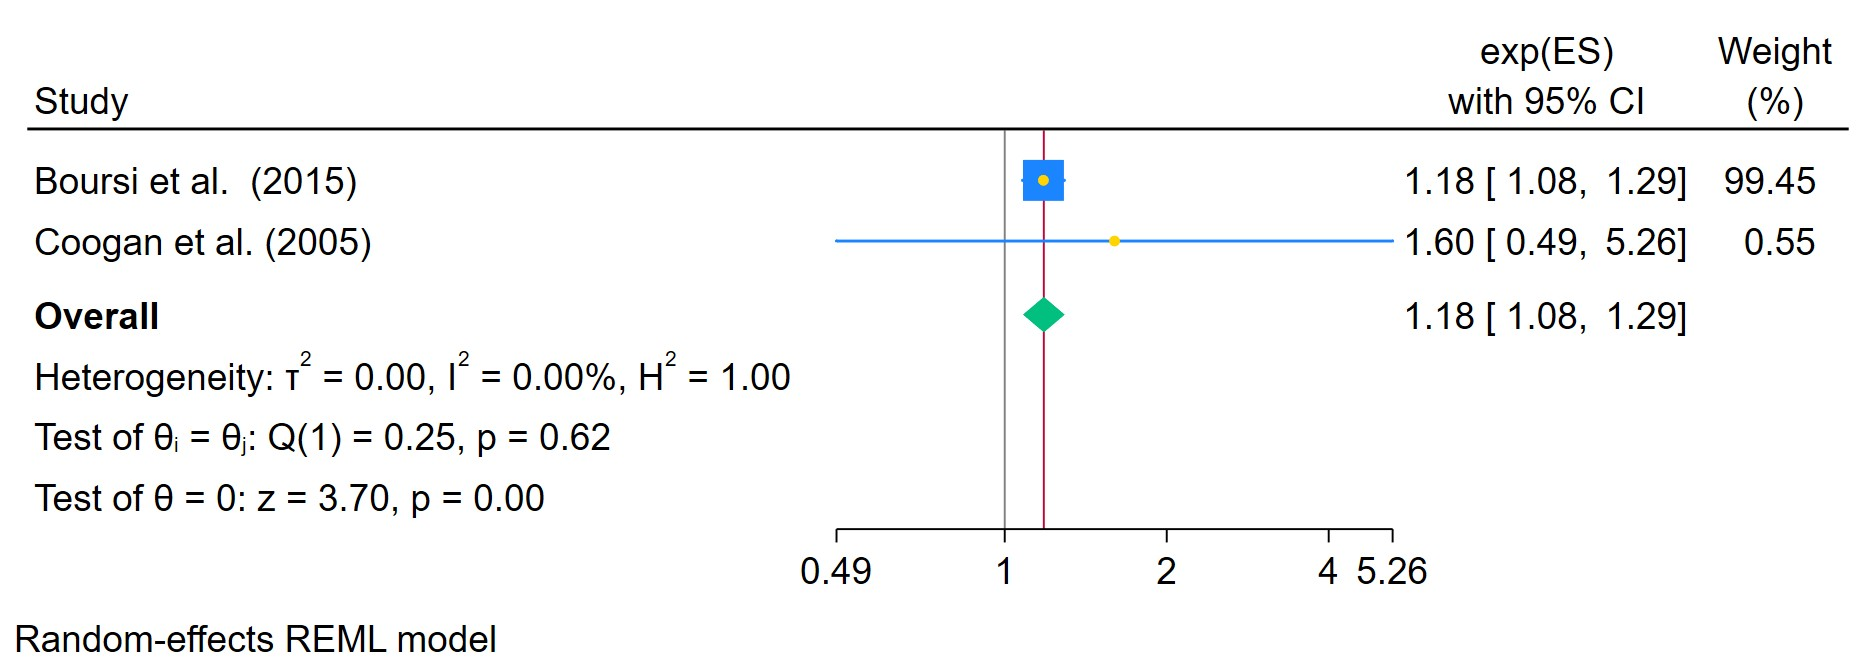 exp(ES) Weight
Study with 95% CI (%)
Boursi et al. (2015) 1.18 [ 1.08, 1.29] 99.45
Coogan et al. (2005) 1.60 [ 0.49, 5.26] 0.55
Overall 1.18 [ 1.08, 1.29]
Heterogeneity: τ² = 0.00, I² = 0.00%, H² = 1.00
Test of θᵢ = θⱼ: Q(1) = 0.25, p = 0.62
Test of θ = 0: z = 3.70, p = 0.00
0.49 1 2 4 5.26
Random-effects REML model